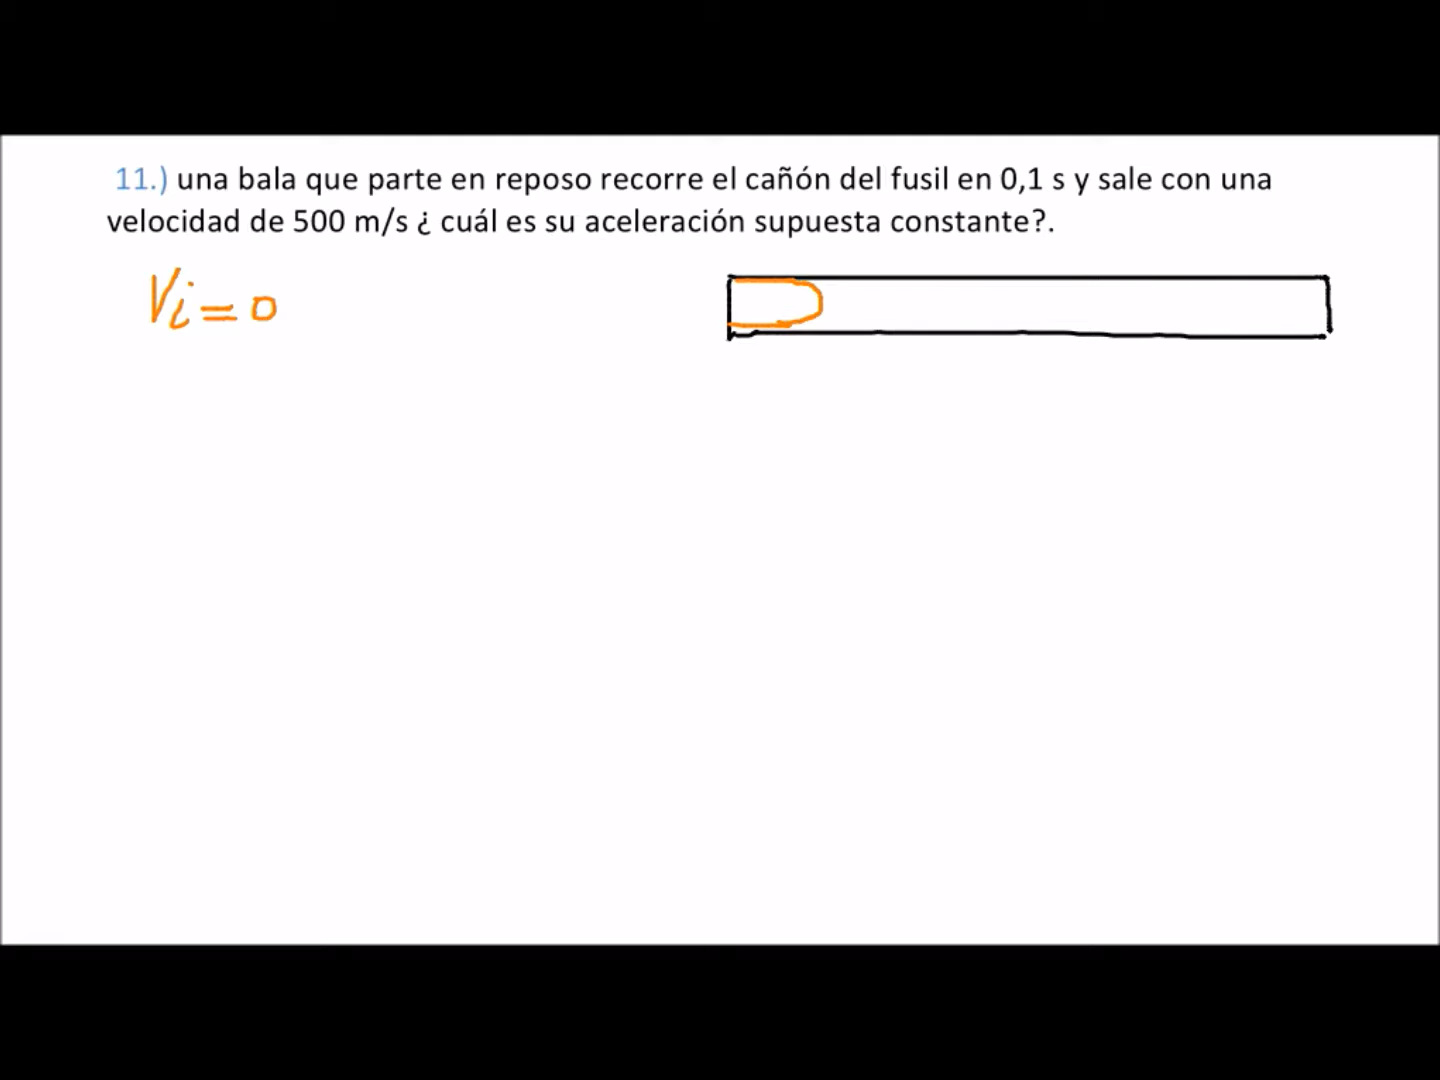 11.) una bala que parte en reposo recorre el cañón del fusil en 0,1 s y sale con una
velocidad de 500 m/s ¿ cuál es su aceleración supuesta constante?.
Vi = 0